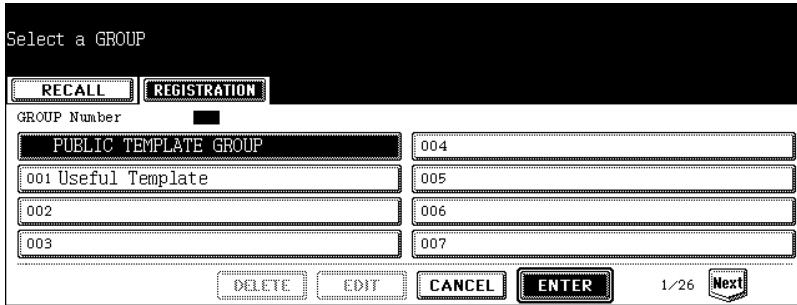 Select a GROUP
RECALL REGISTRATION
GROUP Number
PUBLIC TEMPLATE GROUP 004
001 Useful Template 005
002 006
003 007
DELETE EDIT CANCEL ENTER 1/26 Next